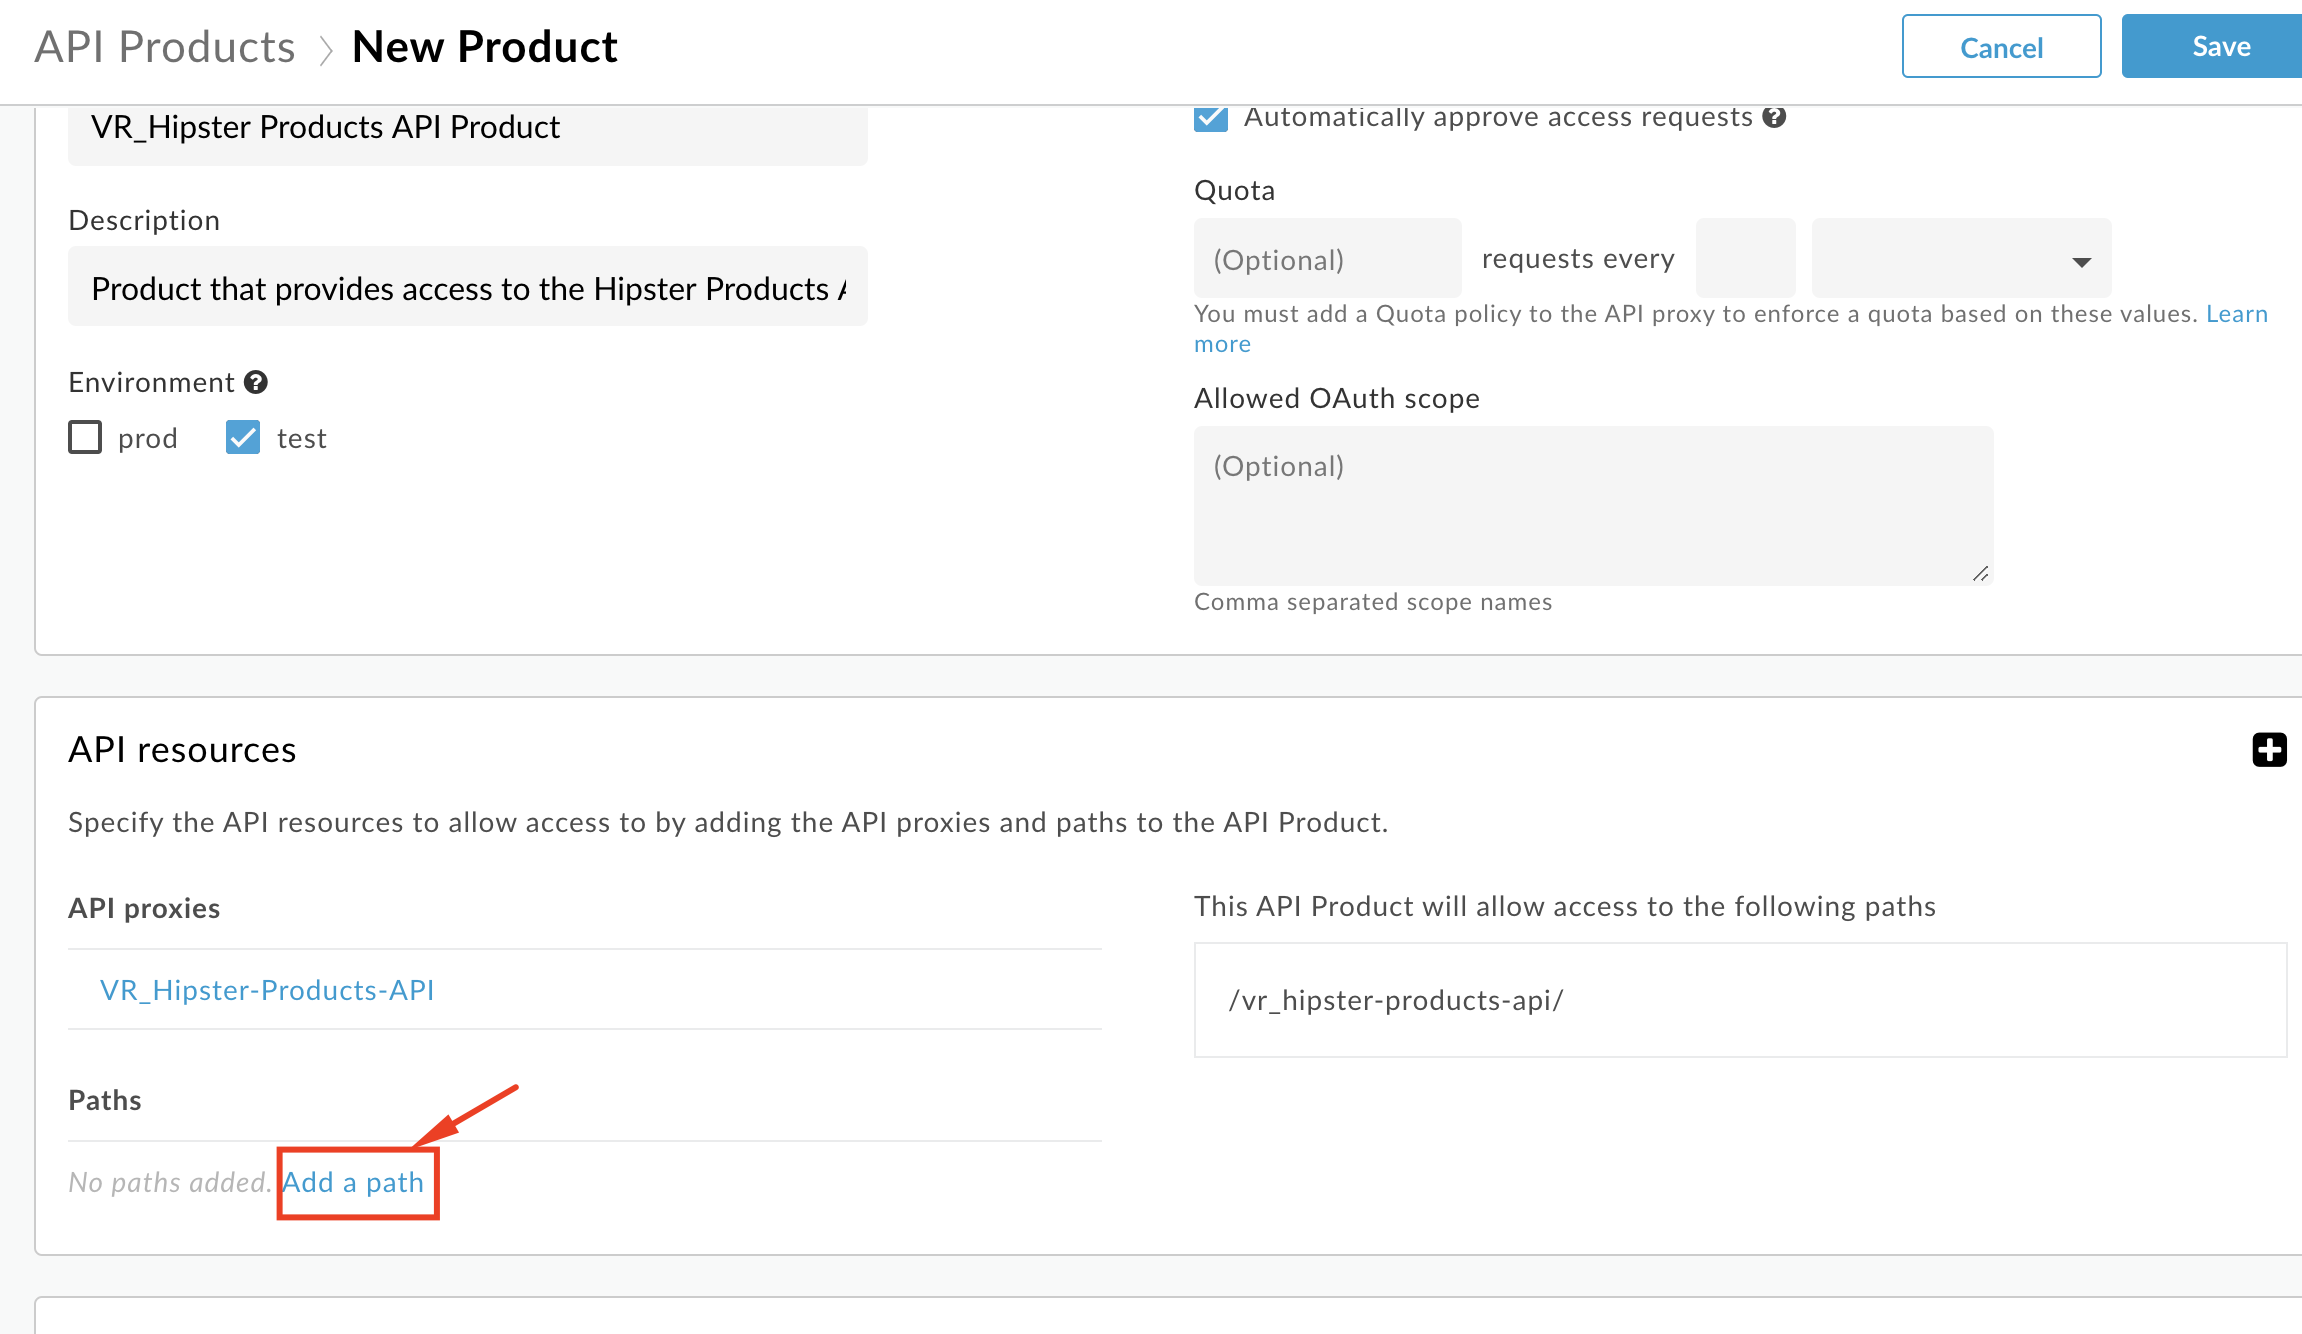 API Products > New Product
Cancel
Save
VR_Hipster Products API Product
Description
Product that provides access to the Hipster Products
Environment
prod
test
Automatically approve access requests
Quota
(Optional) requests every
You must add a Quota policy to the API proxy to enforce a quota based on these values. Learn
more
Allowed OAuth scope
(Optional)
Comma separated scope names
API resources
Specify the API resources to allow access to by adding the API proxies and paths to the API Product.
API proxies
VR_Hipster-Products-API
Paths
No paths added. Add a path
This API Product will allow access to the following paths
/vr_hipster-products-api/